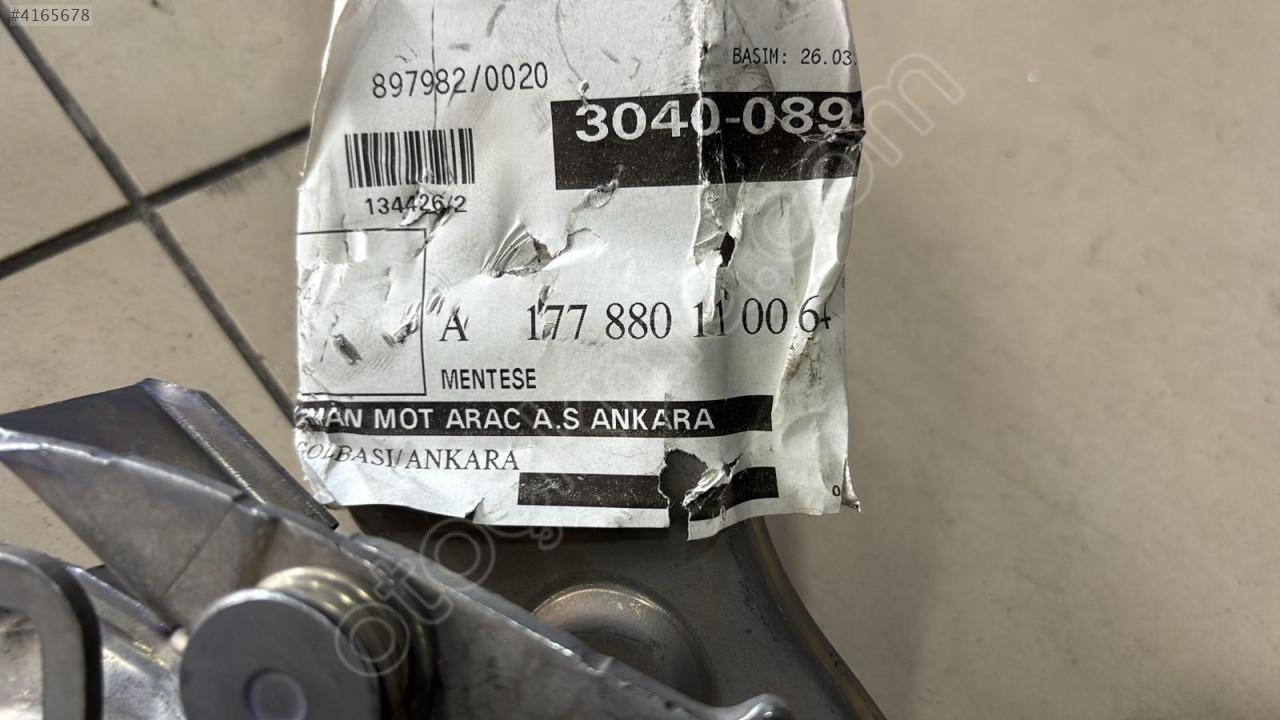 #4165678
BASIM: 26.03.
897982/0020
3040-089
134426/2
A 177 880 11 00 64
MENTESE
MAN MOT ARAC A.S ANKARA
GOLBASI/ANKARA
0